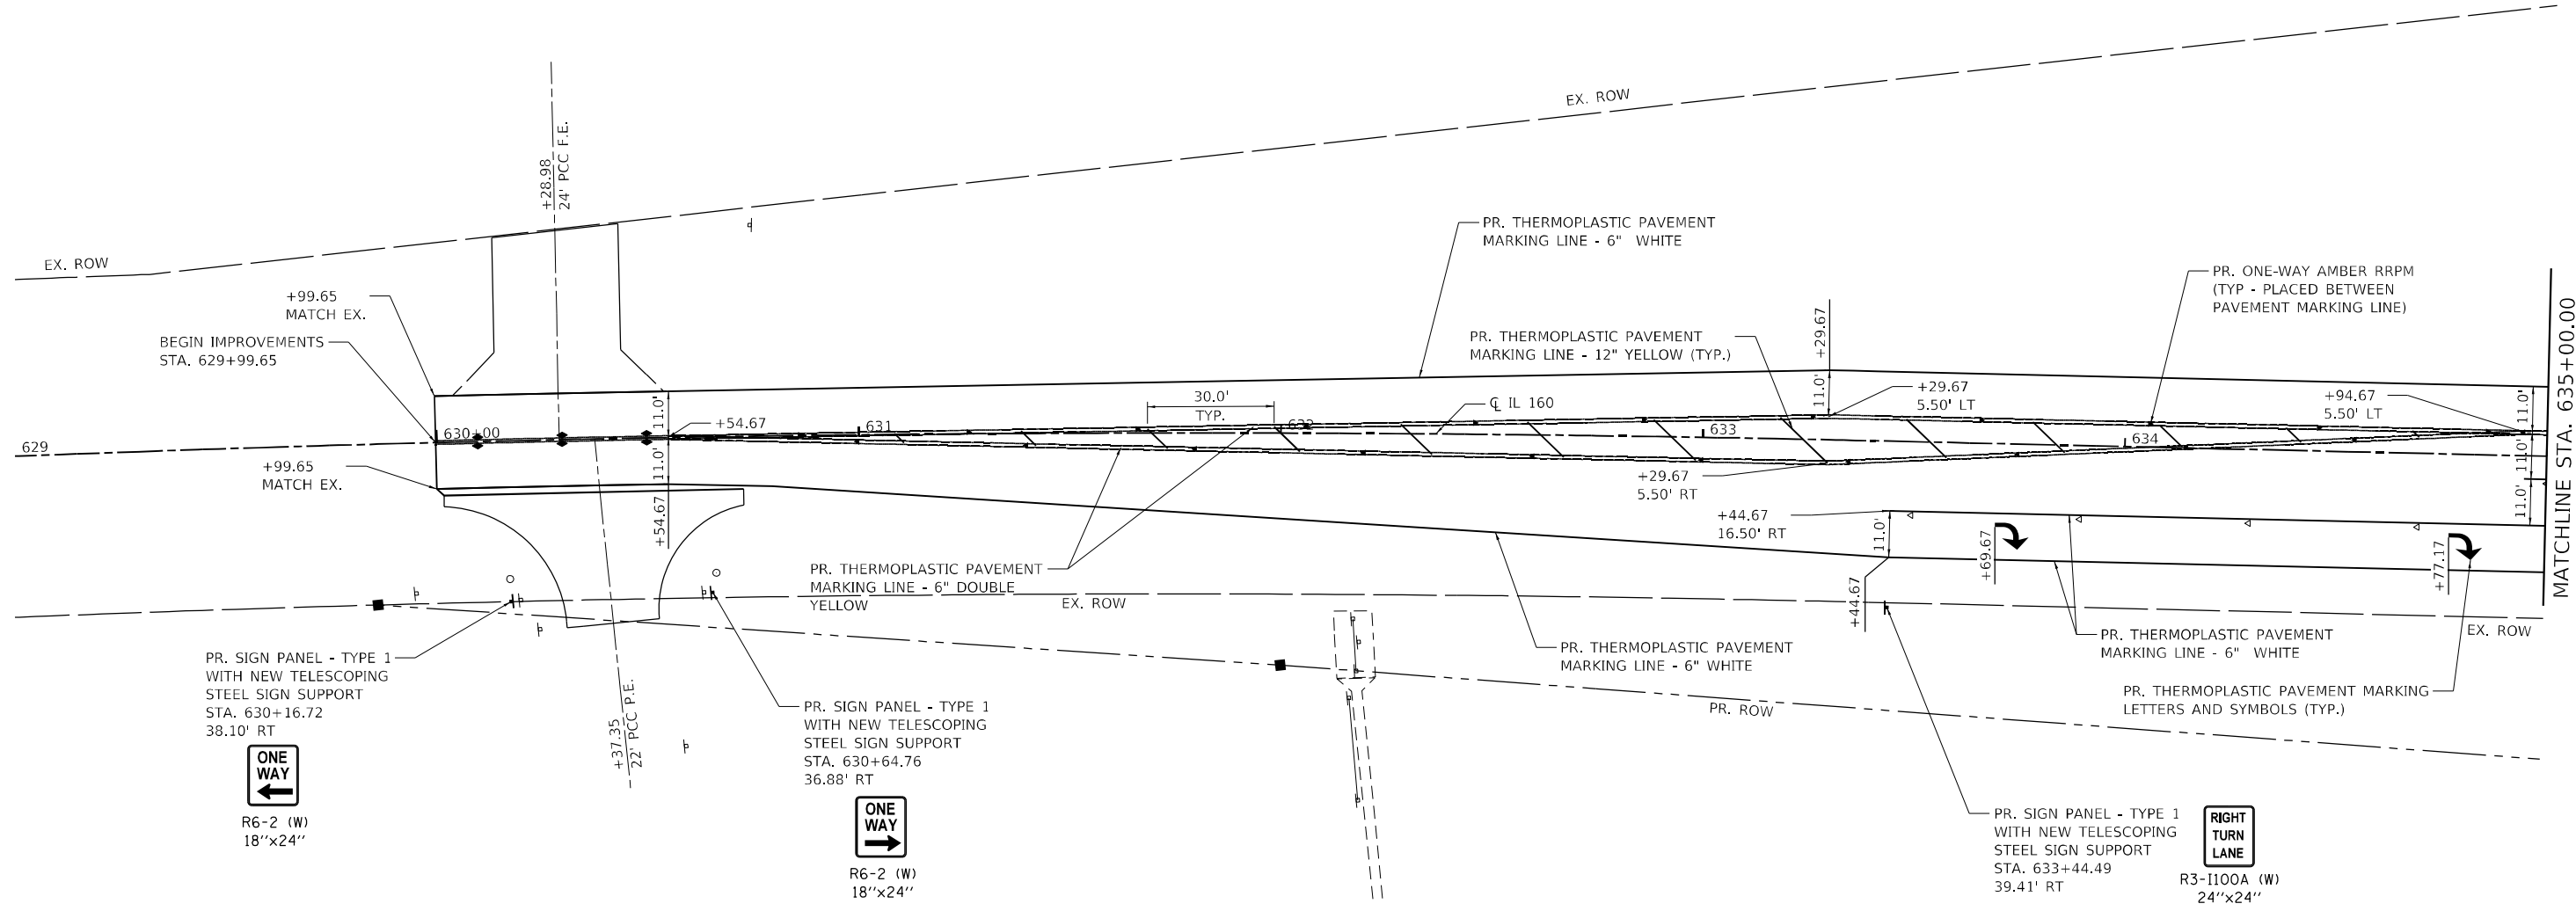 EX. ROW
+28.98
24' PCC F.E.
PR. THERMOPLASTIC PAVEMENT
MARKING LINE - 6" WHITE
EX. ROW
+99.65
MATCH EX.
BEGIN IMPROVEMENTS
STA. 629+99.65
PR. ONE-WAY AMBER RRPM
(TYP - PLACED BETWEEN
PAVEMENT MARKING LINE)
+29.67
PR. THERMOPLASTIC PAVEMENT
MARKING LINE - 12" YELLOW (TYP.)
MATCHLINE STA. 635+00.00
30.0'
TYP.
℄ IL 160
11.0'
+29.67
5.50' LT
+94.67
5.50' LT
11.0'
629
630+00
11.0'
+54.67
631
632
633
634
11.0'
11.0'
+99.65
MATCH EX.
+29.67
5.50' RT
11.0'
+54.67
+44.67
16.50' RT
11.0'
+69.67
+77.17
PR. THERMOPLASTIC PAVEMENT
MARKING LINE - 6" DOUBLE
YELLOW
EX. ROW
+44.67
PR. THERMOPLASTIC PAVEMENT
MARKING LINE - 6" WHITE
PR. THERMOPLASTIC PAVEMENT
MARKING LINE - 6" WHITE
EX. ROW
PR. SIGN PANEL - TYPE 1
WITH NEW TELESCOPING
STEEL SIGN SUPPORT
STA. 630+16.72
38.10' RT
ONE
WAY
R6-2 (W)
18''x24''
+37.35
22' PCC P.E.
PR. SIGN PANEL - TYPE 1
WITH NEW TELESCOPING
STEEL SIGN SUPPORT
STA. 630+64.76
36.88' RT
ONE
WAY
R6-2 (W)
18''x24''
PR. ROW
PR. THERMOPLASTIC PAVEMENT MARKING
LETTERS AND SYMBOLS (TYP.)
PR. SIGN PANEL - TYPE 1
WITH NEW TELESCOPING
STEEL SIGN SUPPORT
STA. 633+44.49
39.41' RT
RIGHT
TURN
LANE
R3-I100A (W)
24''x24''